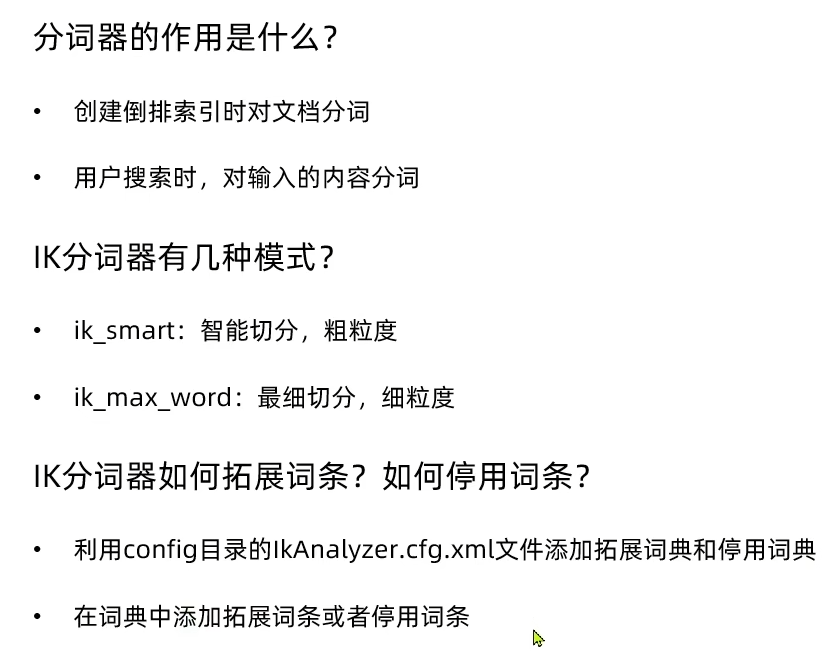 分词器的作用是什么？
• 创建倒排索引时对文档分词
• 用户搜索时，对输入的内容分词
IK分词器有几种模式？
• ik_smart：智能切分，粗粒度
• ik_max_word：最细切分，细粒度
IK分词器如何拓展词条？如何停用词条？
• 利用config目录的IkAnalyzer.cfg.xml文件添加拓展词典和停用词典
• 在词典中添加拓展词条或者停用词条